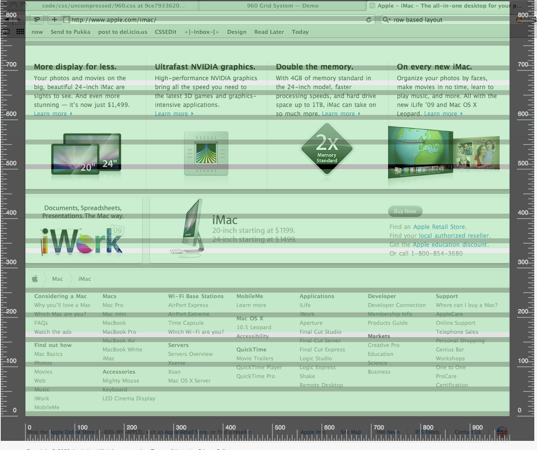 code/css/uncompressed/960.css at 9ce7933620...
960 Grid System — Demo
Apple – iMac – The all-in-one desktop for your
http://www.apple.com/imac/
row based layout
now Send to Pukka post to del.icio.us CSSEdit +]-Inbox-[+ Design Read Later Today
More display for less.
Your photos and movies on the
big, beautiful 24-inch iMac are
sights to see. And even more
stunning — it's now just $1,499.
Learn more
Ultrafast NVIDIA graphics
High-performance NVIDIA graphics
bring all the speed you need to
the latest 3D games and graphics-
intensive applications.
Learn more
Double the memory.
With 4GB of memory standard in
the 24-inch model, faster
processing speeds, and hard drive
space up to 1TB, iMac can take on
so much more. Learn more
On every new iMac.
Organize your photos by faces,
make movies in no time, learn to
play music, and more. All with the
new iLife '09 and Mac OS X
Leopard. Learn more
20" 24"
2x
Memory
Standard
Documents, Spreadsheets,
Presentations. The Mac way.
iWork
iMac
20-inch starting at $1199.
24-inch starting at $1499.
Buy Now
Find an Apple Retail Store.
Find your local authorized reseller.
Get the Apple education discount.
Or call 1-800-854-3680
Mac iMac
Considering a Mac
Why you'll love a Mac
Which Mac are you?
FAQs
Watch the ads
Find out how
Mac Basics
Photos
Movies
Web
Music
iWork
MobileMe
Macs
Mac Pro
Mac mini
MacBook
MacBook Pro
MacBook Air
MacBook White
iMac
Accessories
Mighty Mouse
Keyboard
LED Cinema Display
Wi-Fi Base Stations
AirPort Express
AirPort Extreme
Time Capsule
Which Wi-Fi are you?
Servers
Servers Overview
Xserve
Xsan
Mac OS X Server
MobileMe
Learn more
Mac OS X
10.5 Leopard
Accessibility
QuickTime
Movie Trailers
QuickTime Player
QuickTime Pro
Applications
iLife
iWork
Aperture
Final Cut Studio
Final Cut Server
Final Cut Express
Logic Studio
Logic Express
Shake
Remote Desktop
Developer
Developer Connection
Membership Info
Products Guide
Markets
Creative Pro
Education
Science
Business
Support
Where can I buy a Mac?
AppleCare
Online Support
Telephone Sales
Personal Shopping
Genius Bar
Workshops
One to One
ProCare
Certification
800
700
600
500
400
300
200
100
0
800
700
600
500
400
300
200
100
0
0 100 200 300 400 500 600 700 800 900